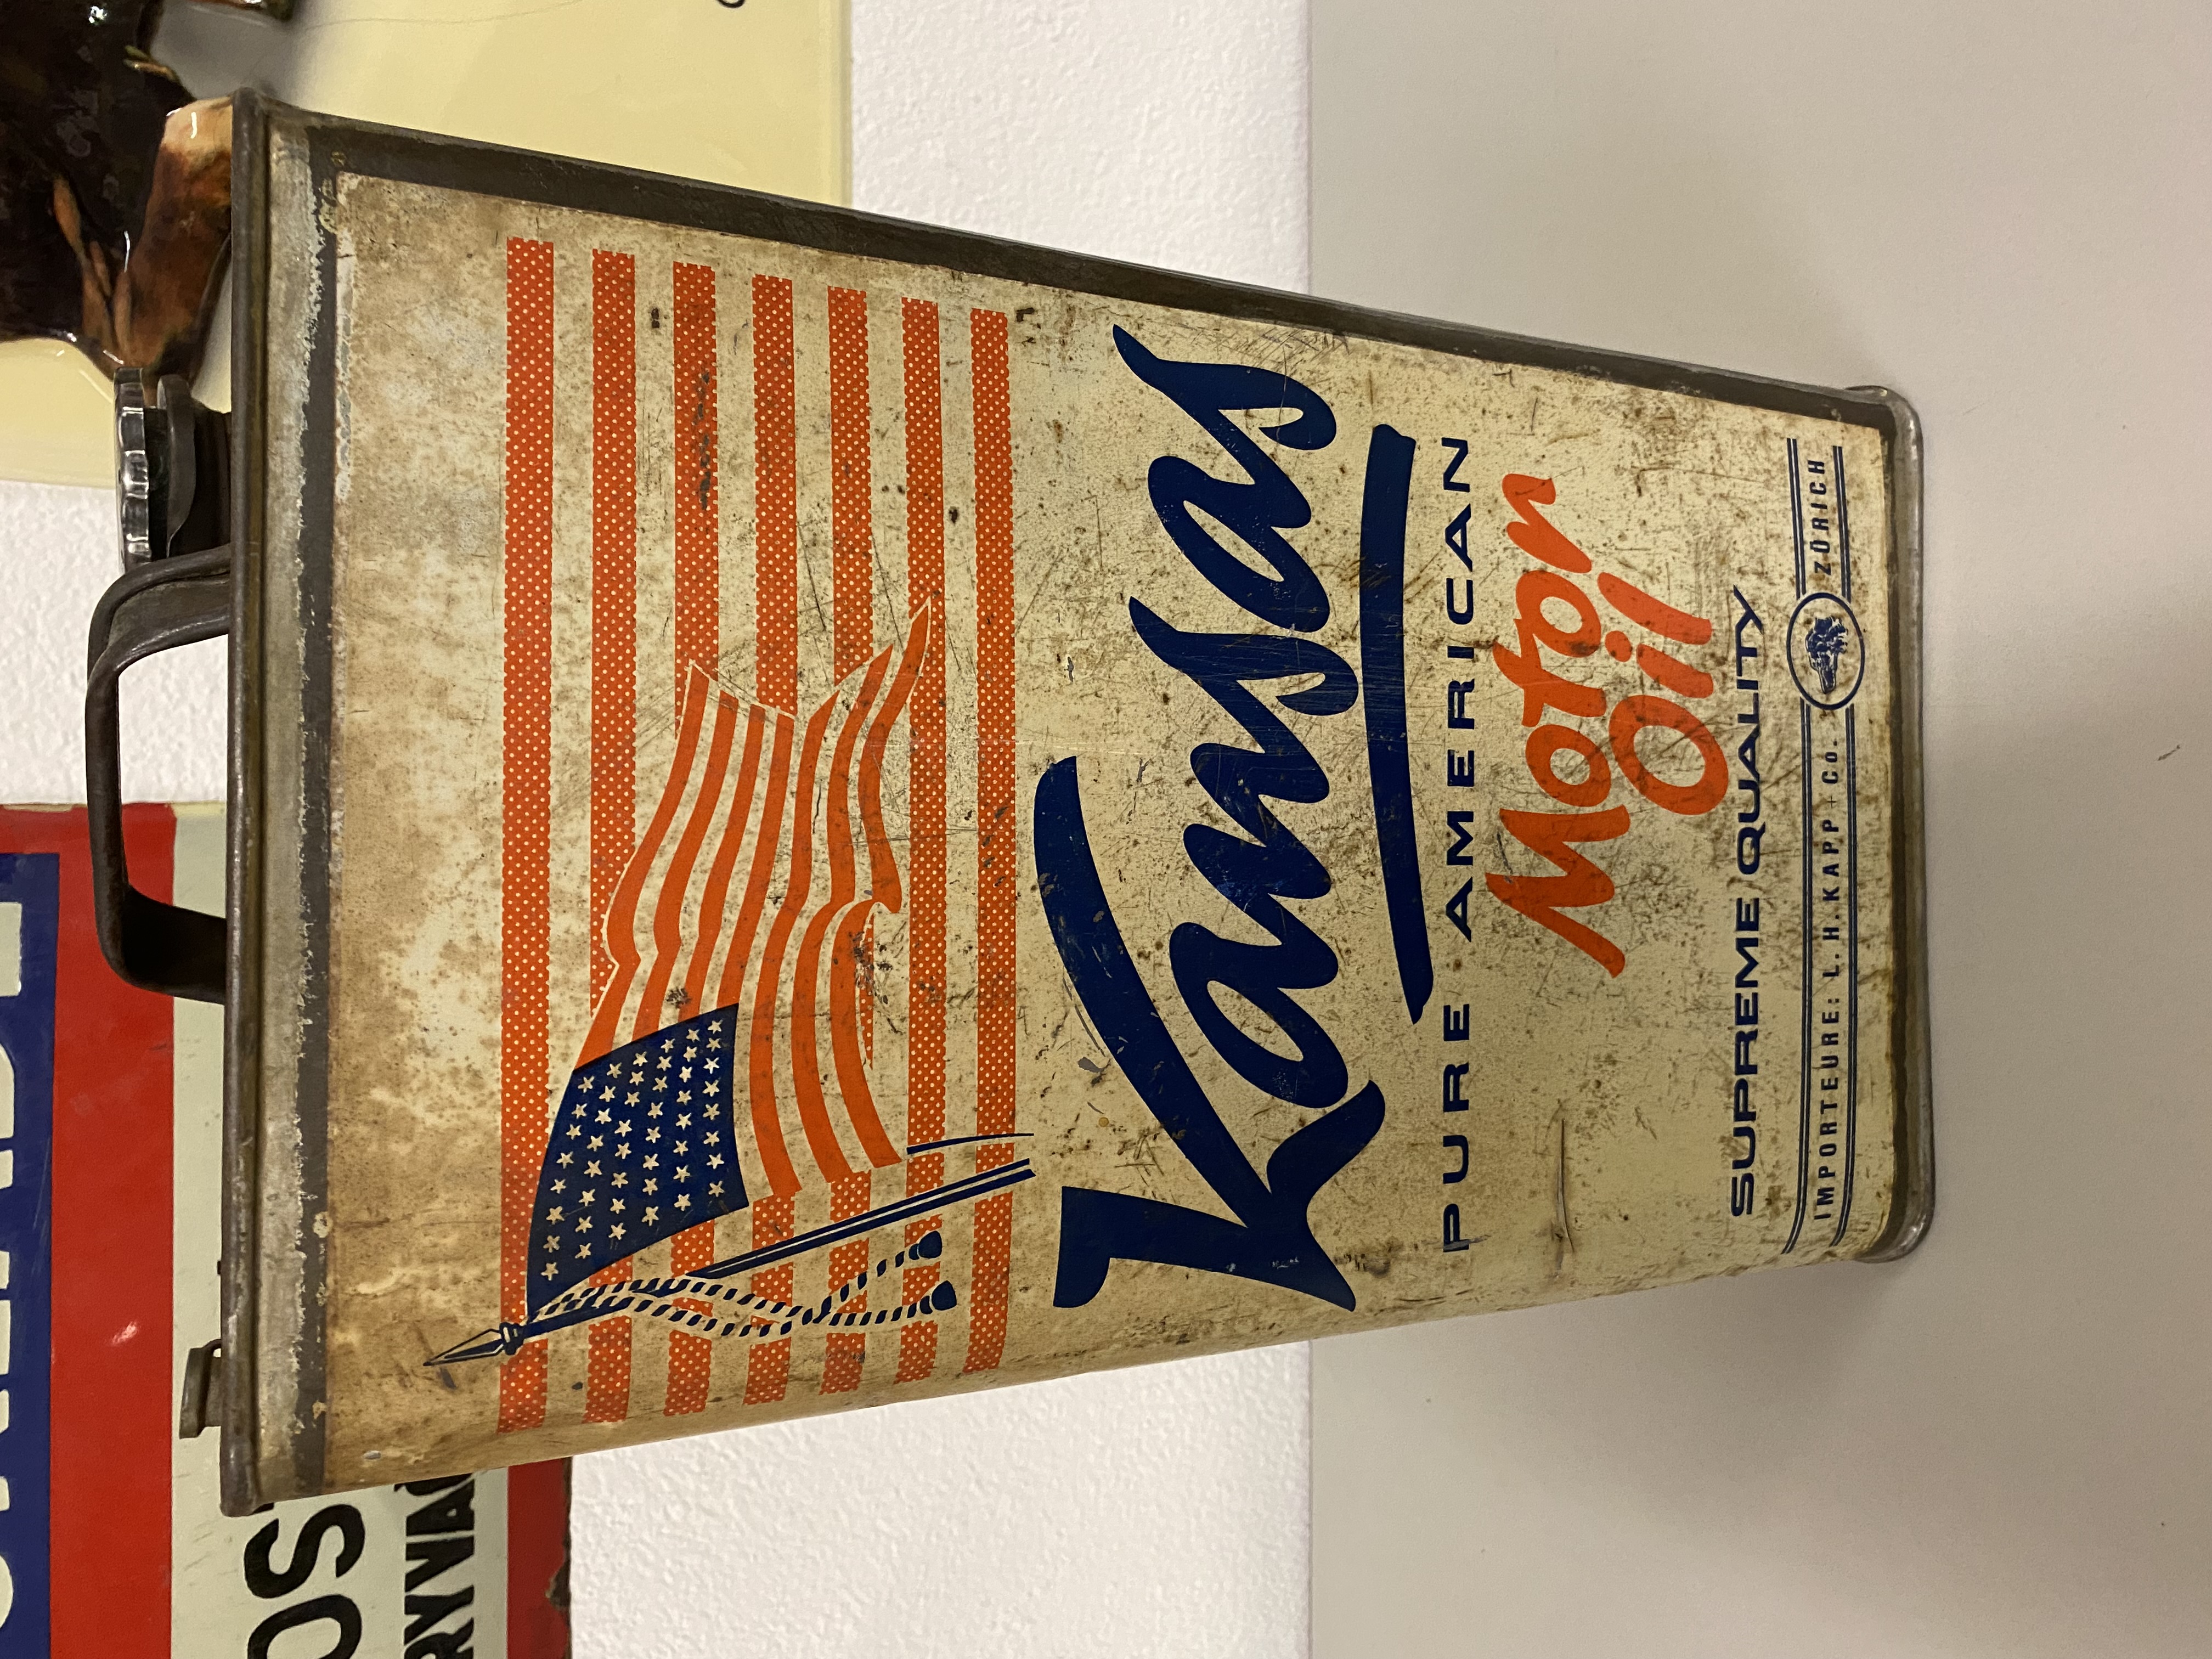 Kansas
PURE AMERICAN
Motor
Oil
SUPREME QUALITY
IMPORTEURE: L. H. KAPP + Co. ZÜRICH